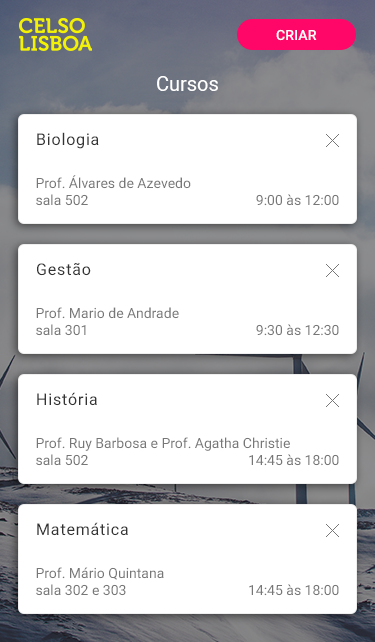 CELSO
LISBOA
CRIAR
Cursos
Biologia
Prof. Álvares de Azevedo
sala 502 9:00 às 12:00
Gestão
Prof. Mario de Andrade
sala 301 9:30 às 12:30
História
Prof. Ruy Barbosa e Prof. Agatha Christie
sala 502 14:45 às 18:00
Matemática
Prof. Mário Quintana
sala 302 e 303 14:45 às 18:00